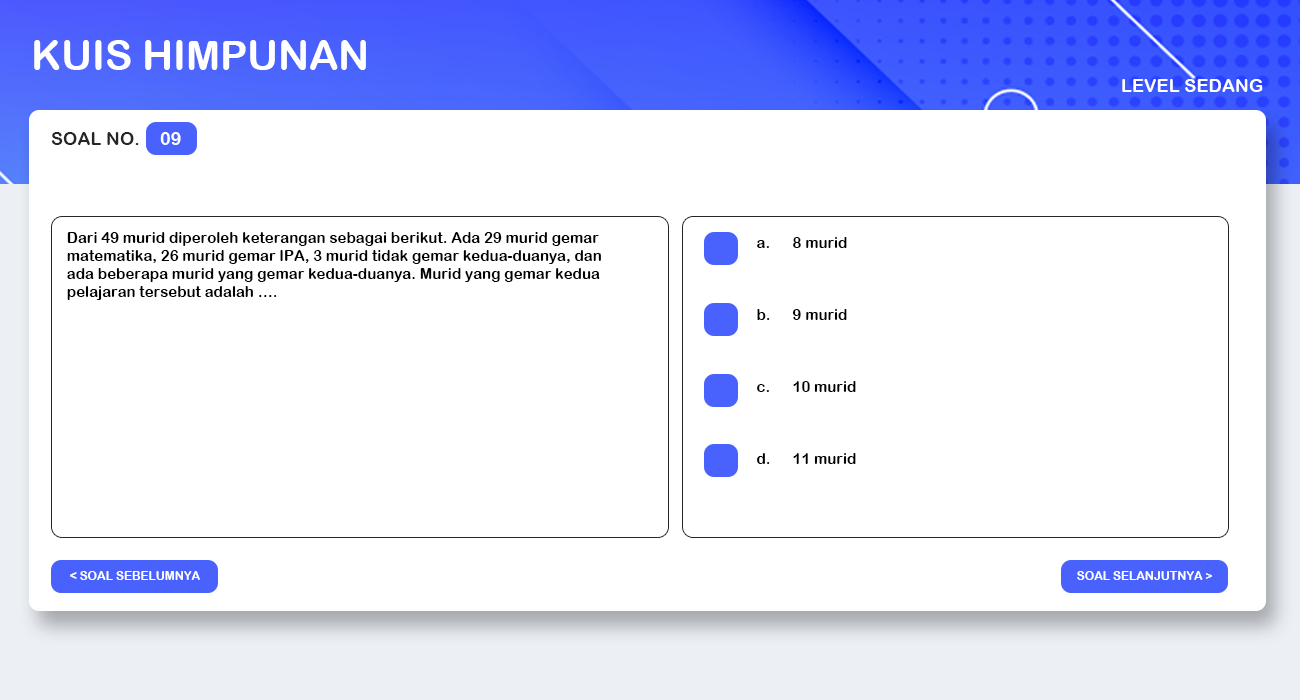 KUIS HIMPUNAN
LEVEL SEDANG
SOAL NO. 09
Dari 49 murid diperoleh keterangan sebagai berikut. Ada 29 murid gemar
matematika, 26 murid gemar IPA, 3 murid tidak gemar kedua-duanya, dan
ada beberapa murid yang gemar kedua-duanya. Murid yang gemar kedua
pelajaran tersebut adalah ....
a. 8 murid
b. 9 murid
c. 10 murid
d. 11 murid
< SOAL SEBELUMNYA
SOAL SELANJUTNYA >